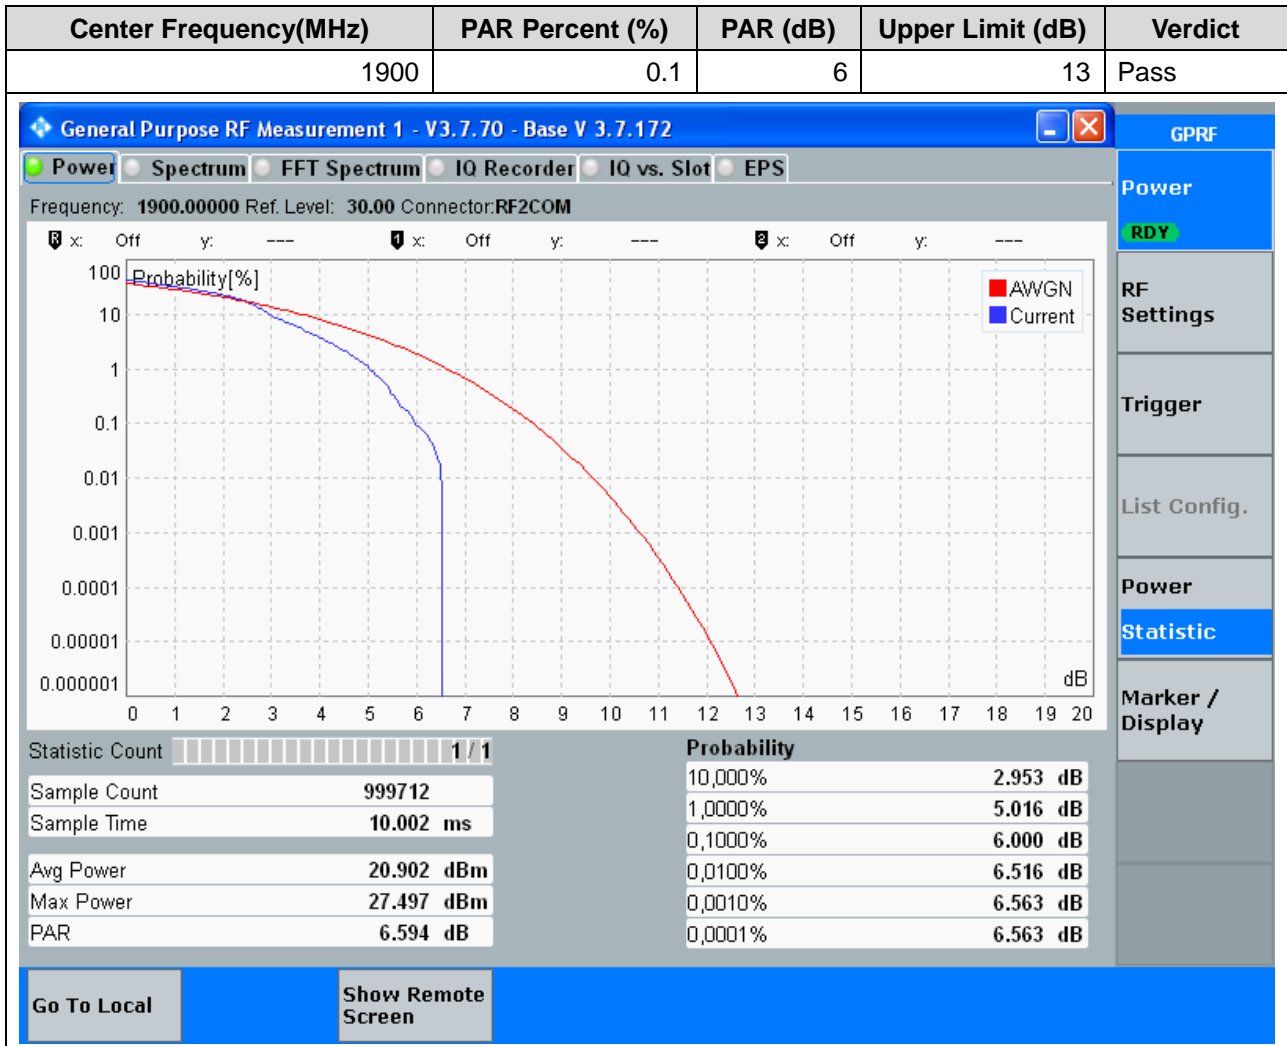 Center Frequency(MHz) PAR Percent (%) PAR (dB) Upper Limit (dB) Verdict
1900 0.1 6 13 Pass
General Purpose RF Measurement 1 - V3.7.70 - Base V 3.7.172
GPRF
Power Spectrum FFT Spectrum IQ Recorder IQ vs. Slot EPS
Power
RDY
Frequency: 1900.00000 Ref. Level: 30.00 Connector:RF2COM
R x: Off y: --- 1 x: Off y: --- 2 x: Off y: ---
Probability[%]
AWGN
Current
100
10
1
0.1
0.01
0.001
0.0001
0.00001
0.000001
dB
0 1 2 3 4 5 6 7 8 9 10 11 12 13 14 15 16 17 18 19 20
RF
Settings
Trigger
List Config.
Power
Statistic
Marker /
Display
Statistic Count 1 / 1
Sample Count 999712
Sample Time 10.002 ms
Avg Power 20.902 dBm
Max Power 27.497 dBm
PAR 6.594 dB
Probability
10,000% 2.953 dB
1,0000% 5.016 dB
0,1000% 6.000 dB
0,0100% 6.516 dB
0,0010% 6.563 dB
0,0001% 6.563 dB
Go To Local
Show Remote
Screen